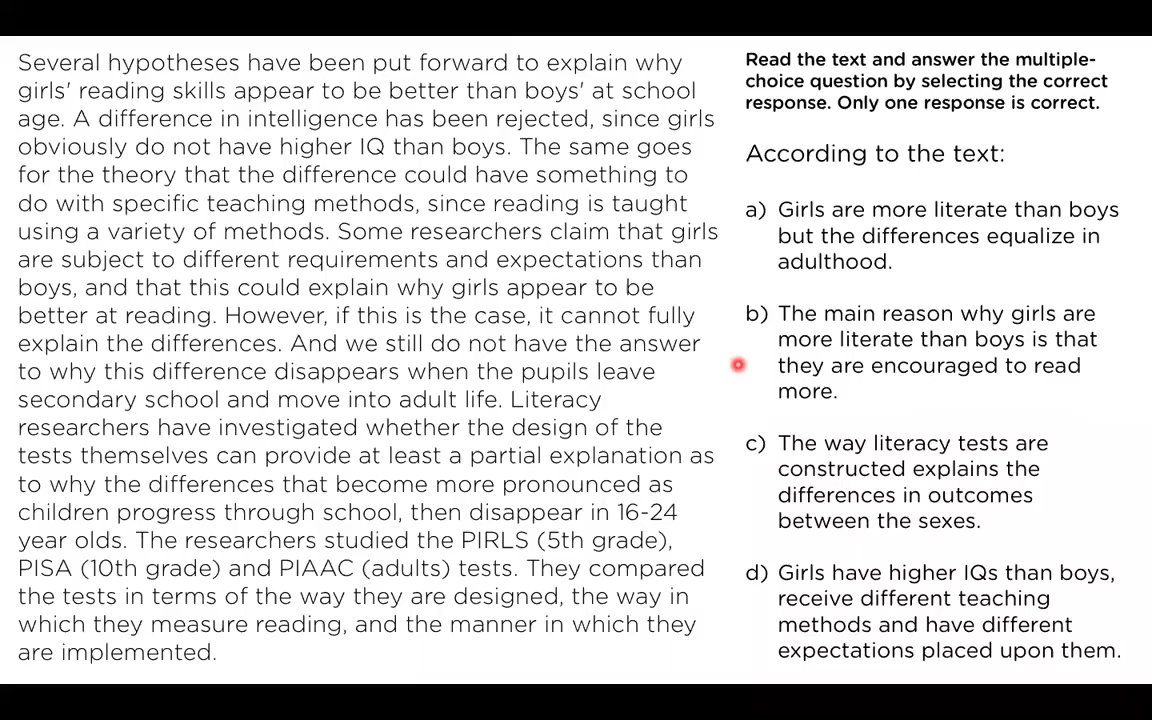 Several hypotheses have been put forward to explain why
girls' reading skills appear to be better than boys' at school
age. A difference in intelligence has been rejected, since girls
obviously do not have higher IQ than boys. The same goes
for the theory that the difference could have something to
do with specific teaching methods, since reading is taught
using a variety of methods. Some researchers claim that girls
are subject to different requirements and expectations than
boys, and that this could explain why girls appear to be
better at reading. However, if this is the case, it cannot fully
explain the differences. And we still do not have the answer
to why this difference disappears when the pupils leave
secondary school and move into adult life. Literacy
researchers have investigated whether the design of the
tests themselves can provide at least a partial explanation as
to why the differences that become more pronounced as
children progress through school, then disappear in 16-24
year olds. The researchers studied the PIRLS (5th grade),
PISA (10th grade) and PIAAC (adults) tests. They compared
the tests in terms of the way they are designed, the way in
which they measure reading, and the manner in which they
are implemented.
Read the text and answer the multiple-
choice question by selecting the correct
response. Only one response is correct.
According to the text:
a) Girls are more literate than boys
but the differences equalize in
adulthood.
b) The main reason why girls are
more literate than boys is that
they are encouraged to read
more.
c) The way literacy tests are
constructed explains the
differences in outcomes
between the sexes.
d) Girls have higher IQs than boys,
receive different teaching
methods and have different
expectations placed upon them.